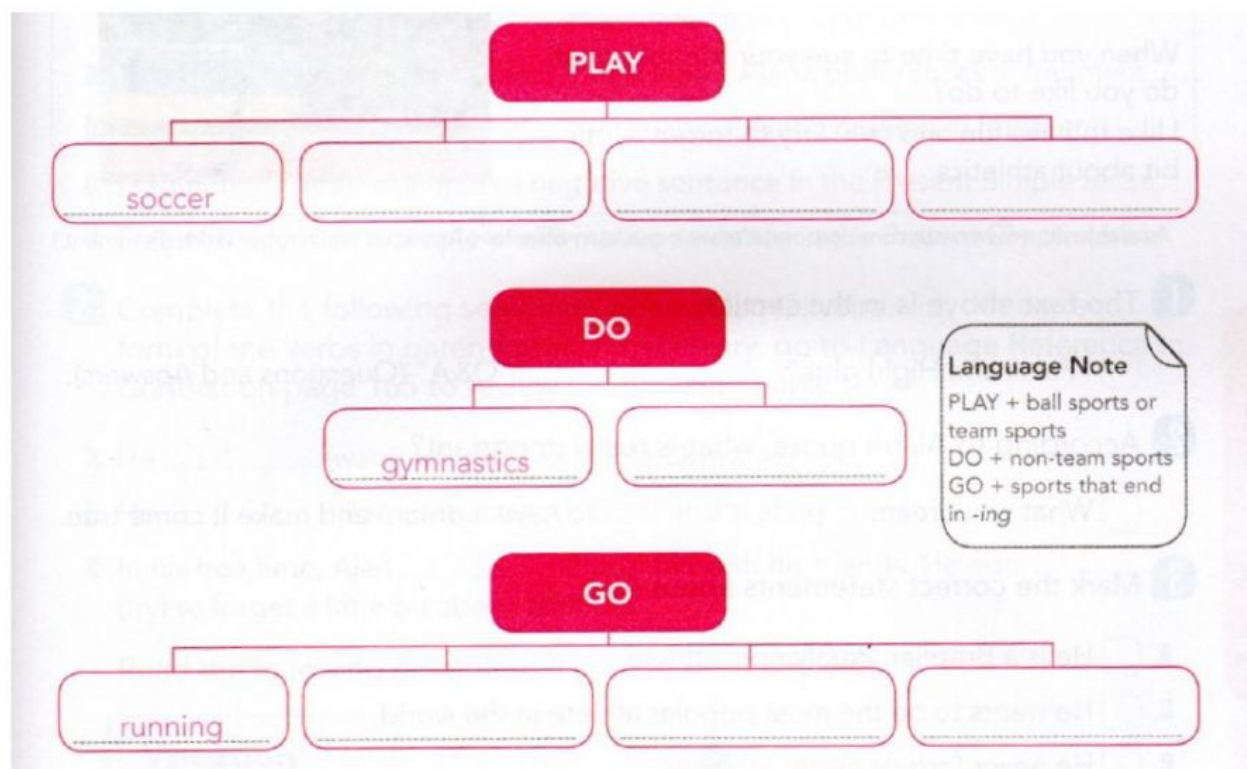 PLAY
soccer
DO
gymnastics
Language Note
PLAY + ball sports or
team sports
DO + non-team sports
GO + sports that end
in -ing
GO
running